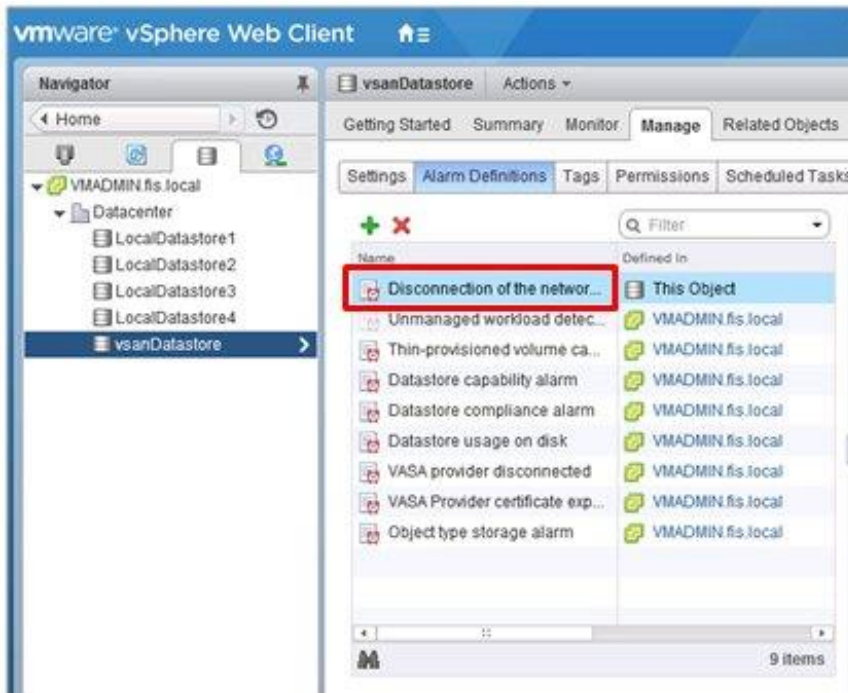 vmware® vSphere Web Client
Navigator
Home
VMADMIN.fis.local
Datacenter
LocalDatastore1
LocalDatastore2
LocalDatastore3
LocalDatastore4
vsanDatastore
vsanDatastore Actions
Getting Started Summary Monitor Manage Related Objects
Settings Alarm Definitions Tags Permissions Scheduled Tasks
Filter
Name Defined In
Disconnection of the networ... This Object
Unmanaged workload detec... VMADMIN.fis.local
Thin-provisioned volume ca... VMADMIN.fis.local
Datastore capability alarm VMADMIN.fis.local
Datastore compliance alarm VMADMIN.fis.local
Datastore usage on disk VMADMIN.fis.local
VASA provider disconnected VMADMIN.fis.local
VASA Provider certificate exp... VMADMIN.fis.local
Object type storage alarm VMADMIN.fis.local
9 items